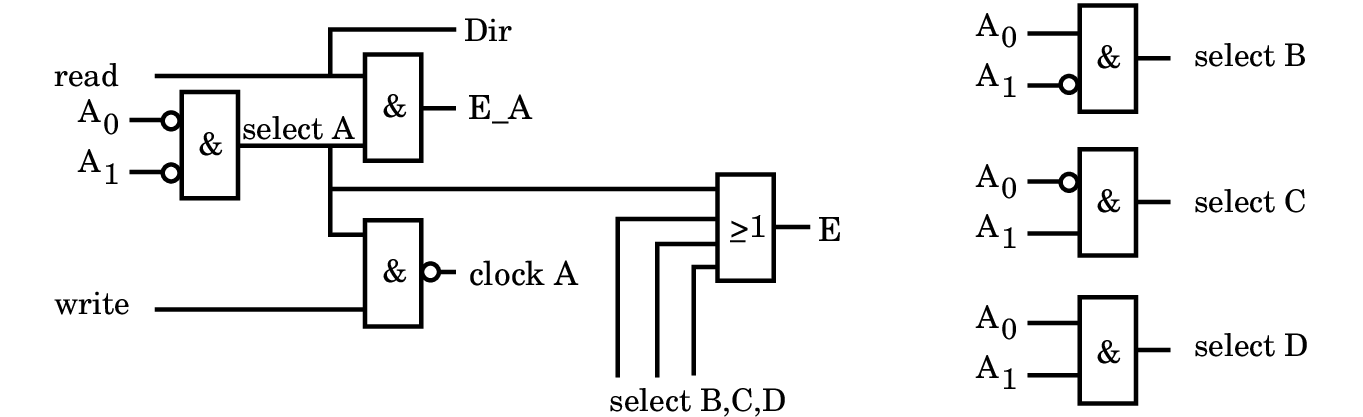 Dir
read
A0
&
select A
A1
&
E_A
&
clock A
write
≥1
E
select B,C,D
A0
A1
&
select B
A0
A1
&
select C
A0
A1
&
select D